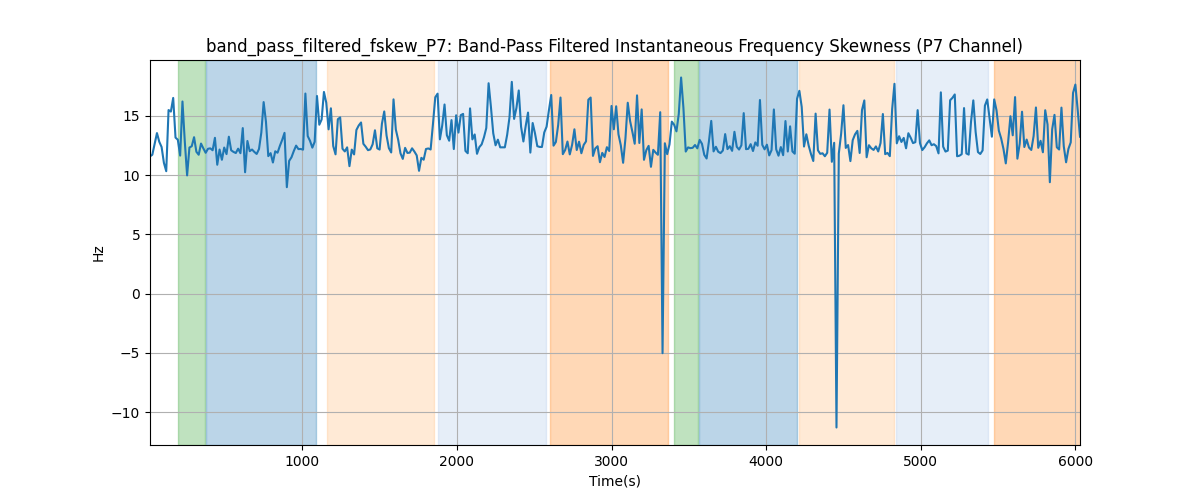 band_pass_filtered_fskew_P7: Band-Pass Filtered Instantaneous Frequency Skewness (P7 Channel)
15
10
5
0
−5
−10
Hz
1000 2000 3000 4000 5000 6000
Time(s)